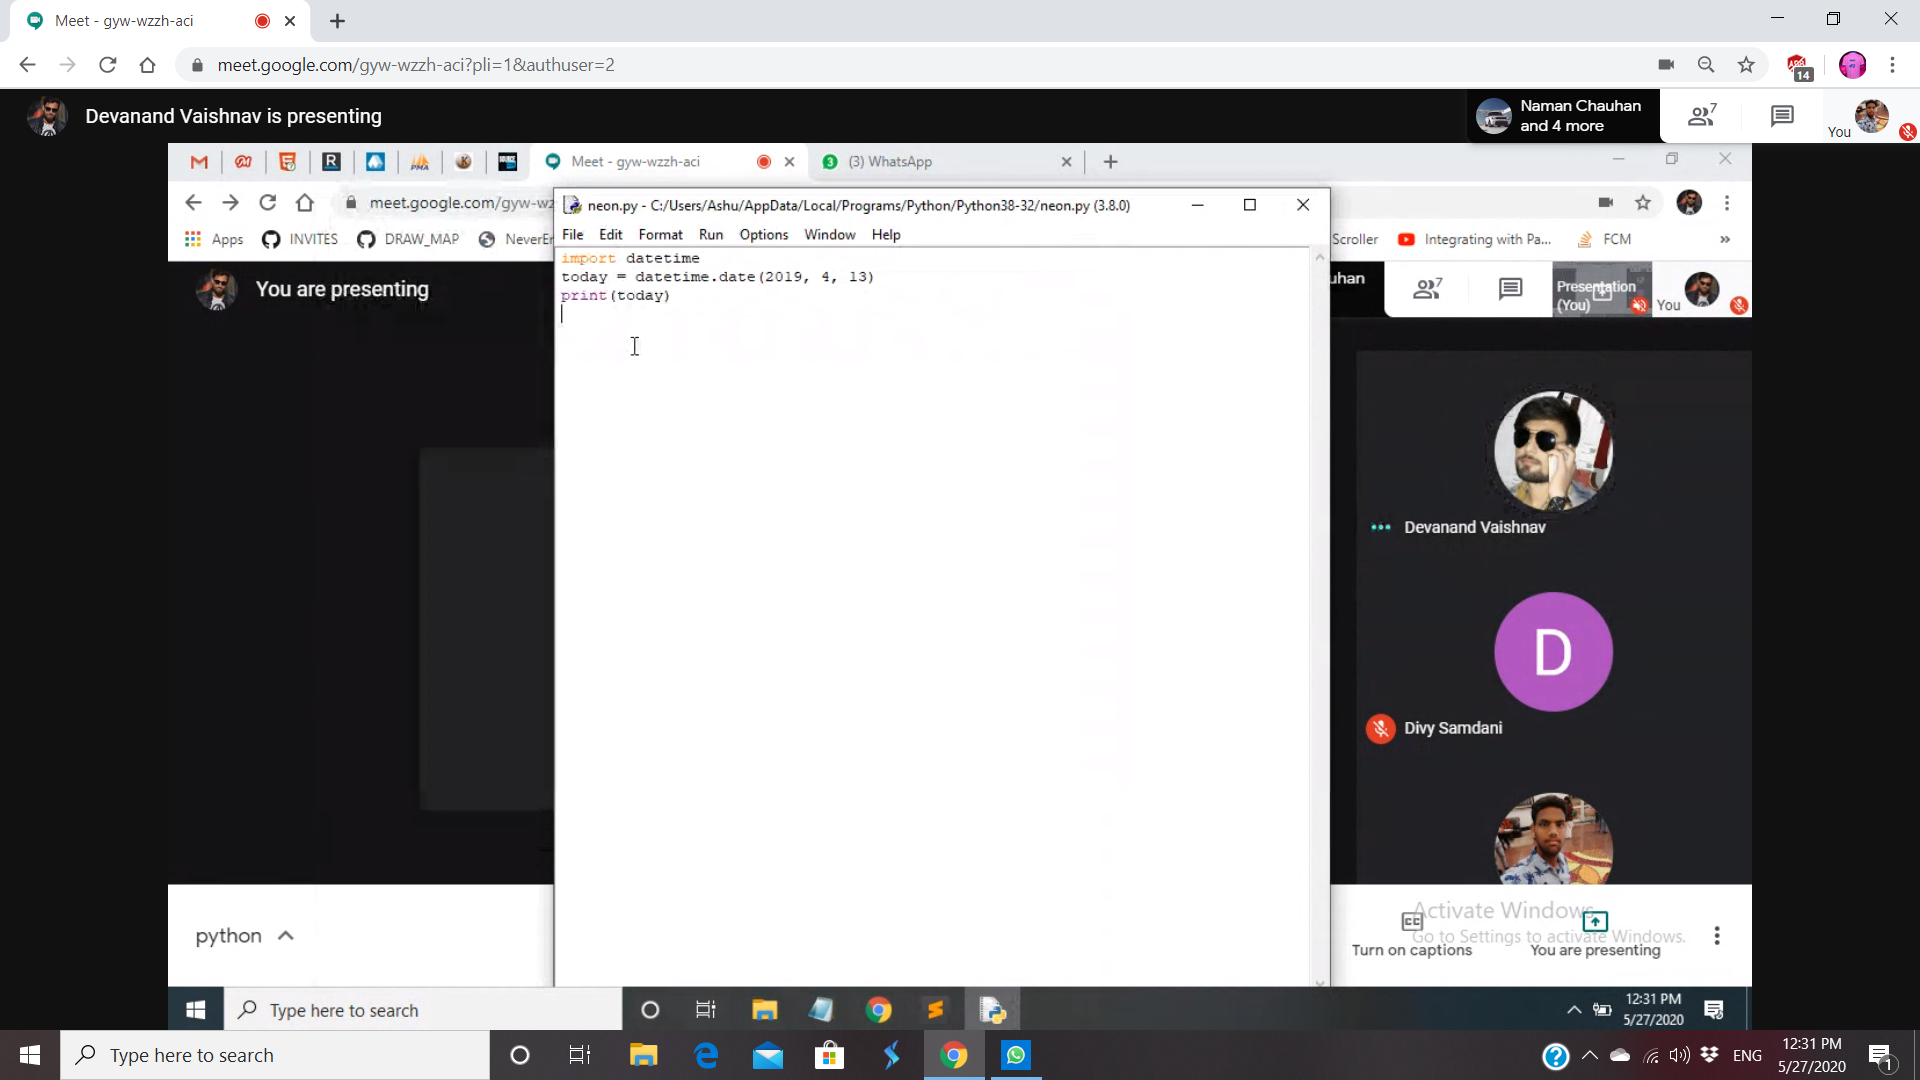 Meet - gyw-wzzh-aci
meet.google.com/gyw-wzzh-aci?pli=1&authuser=2
14
Devanand Vaishnav is presenting
Naman Chauhan
and 4 more
7
You
Meet - gyw-wzzh-aci
3
(3) WhatsApp
meet.google.com/gyw-wz
Apps
INVITES
DRAW_MAP
NeverEr
Scroller
Integrating with Pa...
FCM
»
You are presenting
uhan
7
Presentation
(You)
You
neon.py - C:/Users/Ashu/AppData/Local/Programs/Python/Python38-32/neon.py (3.8.0)
File Edit Format Run Options Window Help
import datetime
today = datetime.date(2019, 4, 13)
print(today)
Devanand Vaishnav
D
Divy Samdani
python
Turn on captions
You are presenting
Activate Windows
Go to Settings to activate Windows.
Type here to search
12:31 PM
5/27/2020
Type here to search
ENG
12:31 PM
5/27/2020
1